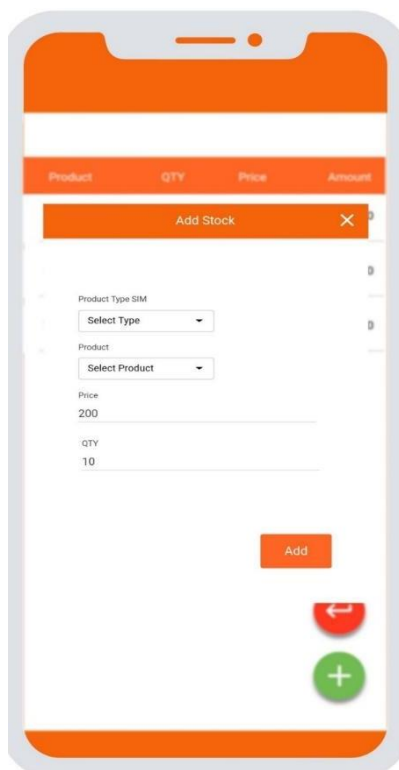 Product QTY Price Amount
Add Stock
Product Type SIM
Select Type
Product
Select Product
Price
200
QTY
10
Add